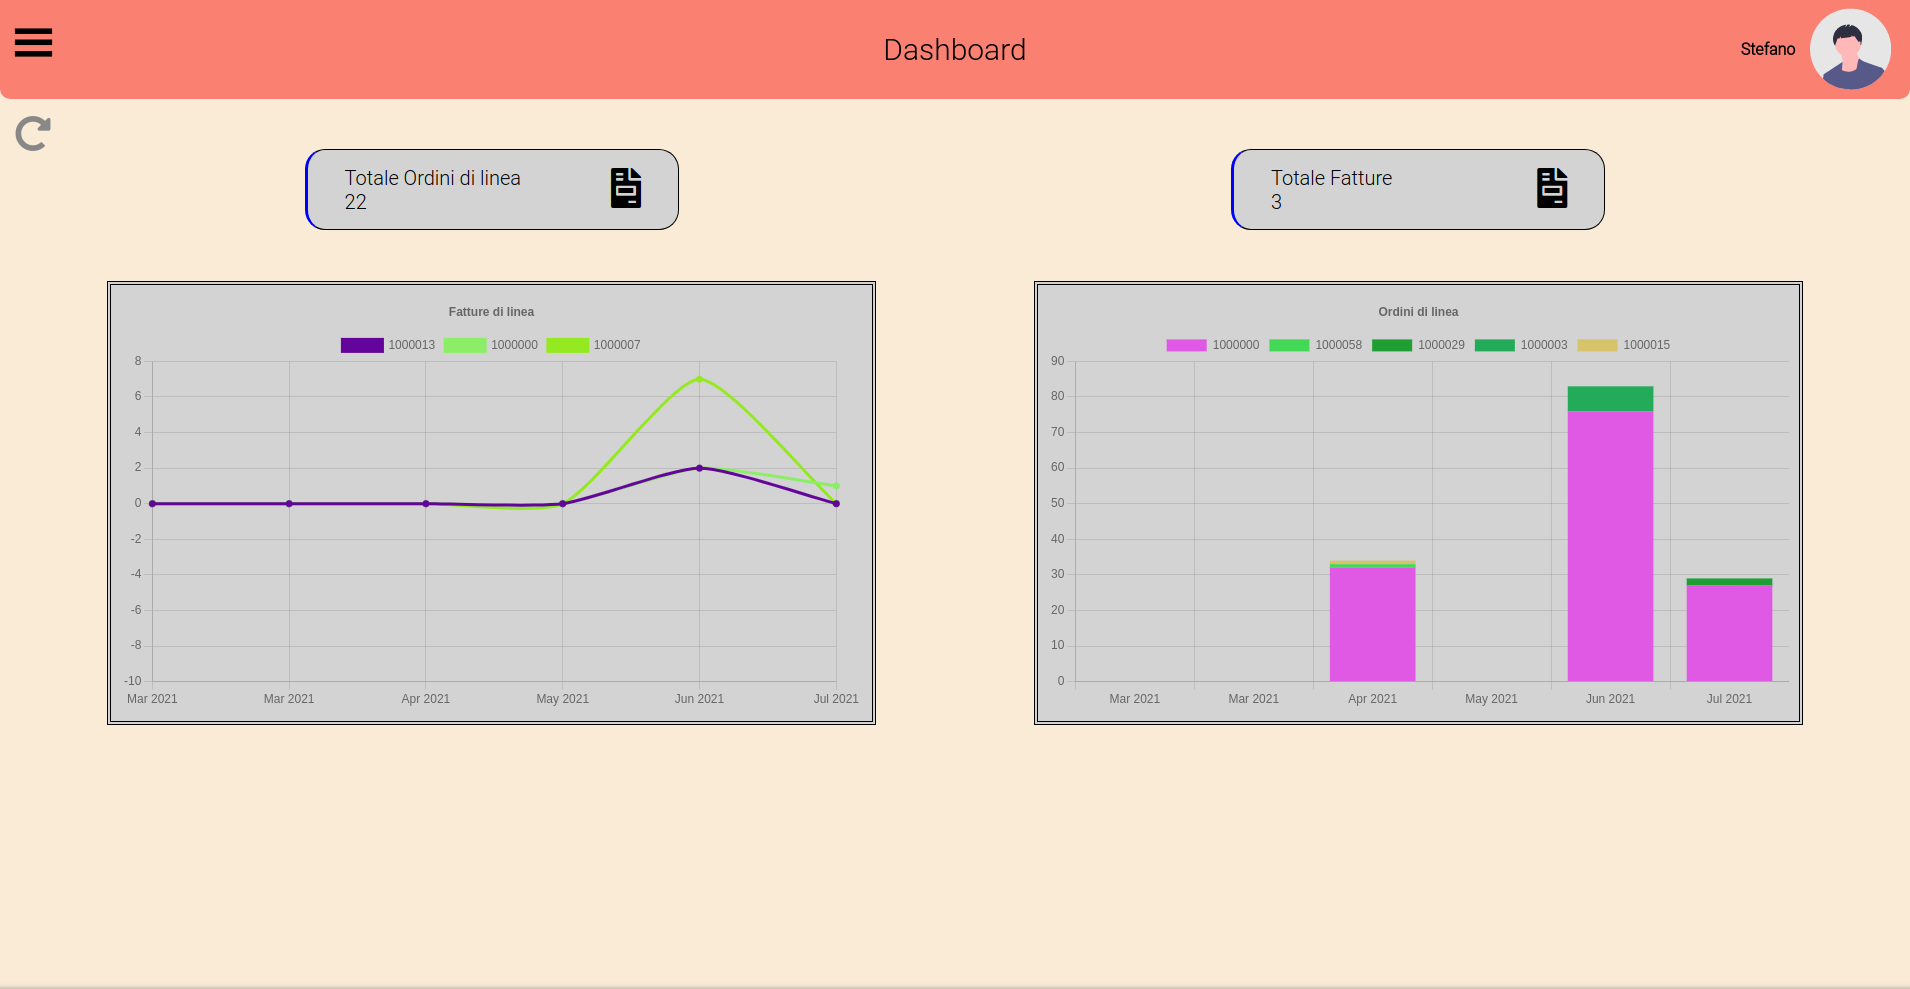 Dashboard
Stefano
Totale Ordini di linea
22
Totale Fatture
3
Fatture di linea
1000013 1000000 1000007
8
6
4
2
0
-2
-4
-6
-8
-10
Mar 2021 Mar 2021 Apr 2021 May 2021 Jun 2021 Jul 2021
Ordini di linea
1000000 1000058 1000029 1000003 1000015
90
80
70
60
50
40
30
20
10
0
Mar 2021 Mar 2021 Apr 2021 May 2021 Jun 2021 Jul 2021